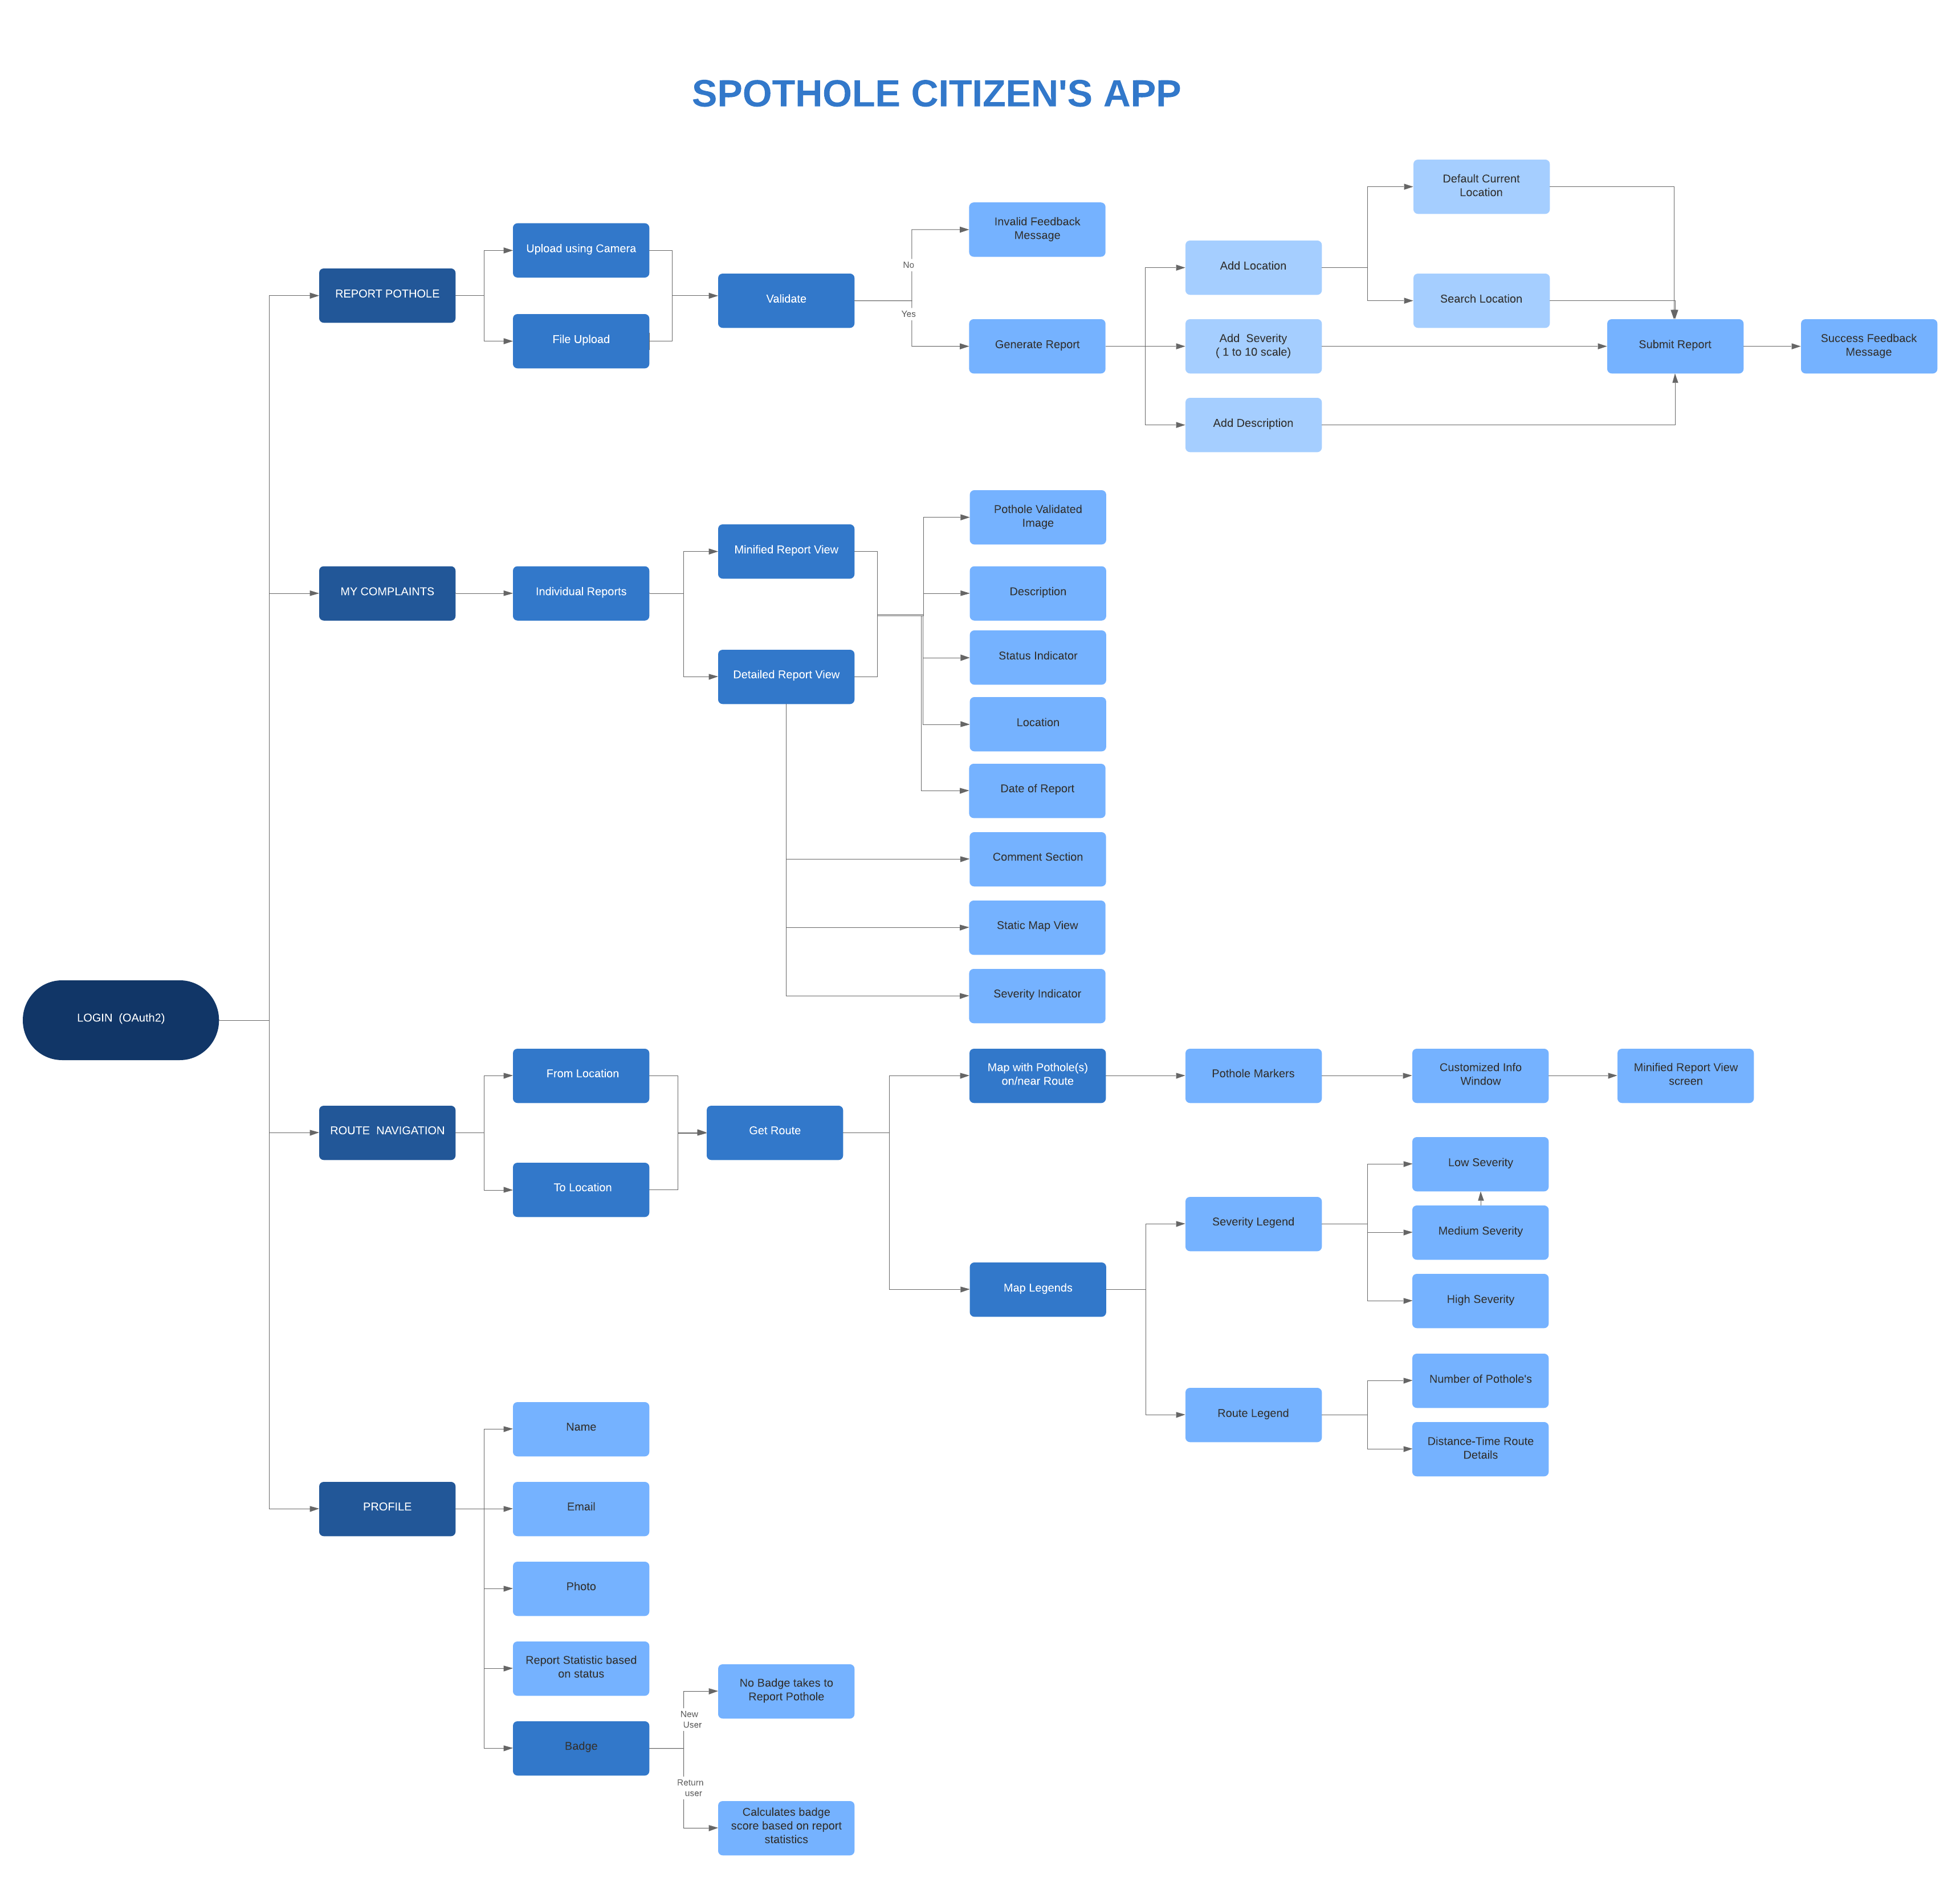 SPOTHOLE CITIZEN'S APP
LOGIN  (OAuth2)
REPORT POTHOLE
Upload using Camera
File Upload
Validate
No
Yes
Invalid Feedback
Message
Generate Report
Add Location
Add  Severity
( 1 to 10 scale)
Add Description
Default Current
Location
Search Location
Submit Report
Success Feedback
Message
MY COMPLAINTS
Individual Reports
Minified Report View
Detailed Report View
Pothole Validated
Image
Description
Status Indicator
Location
Date of Report
Comment Section
Static Map View
Severity Indicator
ROUTE  NAVIGATION
From Location
To Location
Get Route
Map with Pothole(s)
on/near Route
Pothole Markers
Customized Info
Window
Minified Report View
screen
Map Legends
Severity Legend
Low Severity
Medium Severity
High Severity
Route Legend
Number of Pothole's
Distance-Time Route
Details
PROFILE
Name
Email
Photo
Report Statistic based
on status
Badge
New
User
Return
user
No Badge takes to
Report Pothole
Calculates badge
score based on report
statistics